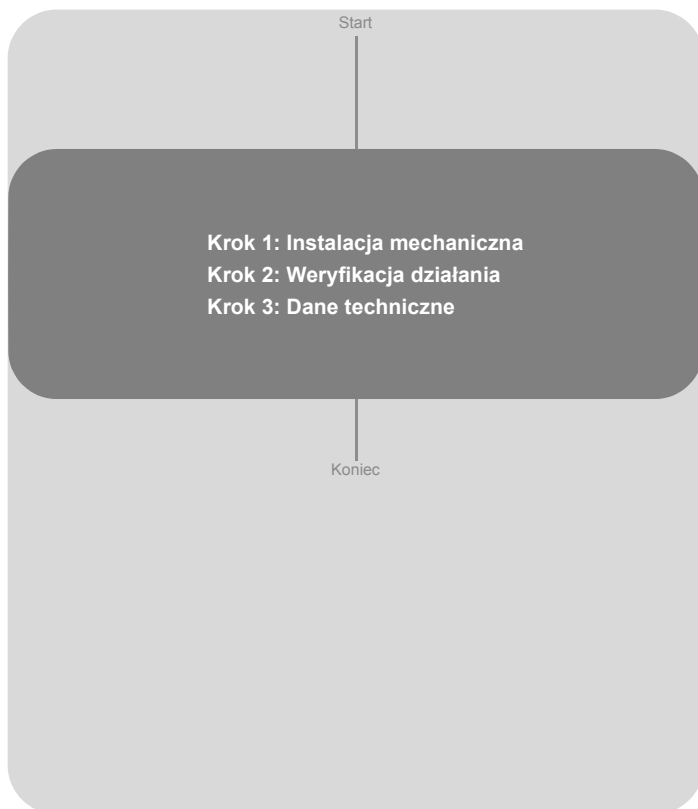 Start
Krok 1: Instalacja mechaniczna
Krok 2: Weryfikacja działania
Krok 3: Dane techniczne
Koniec